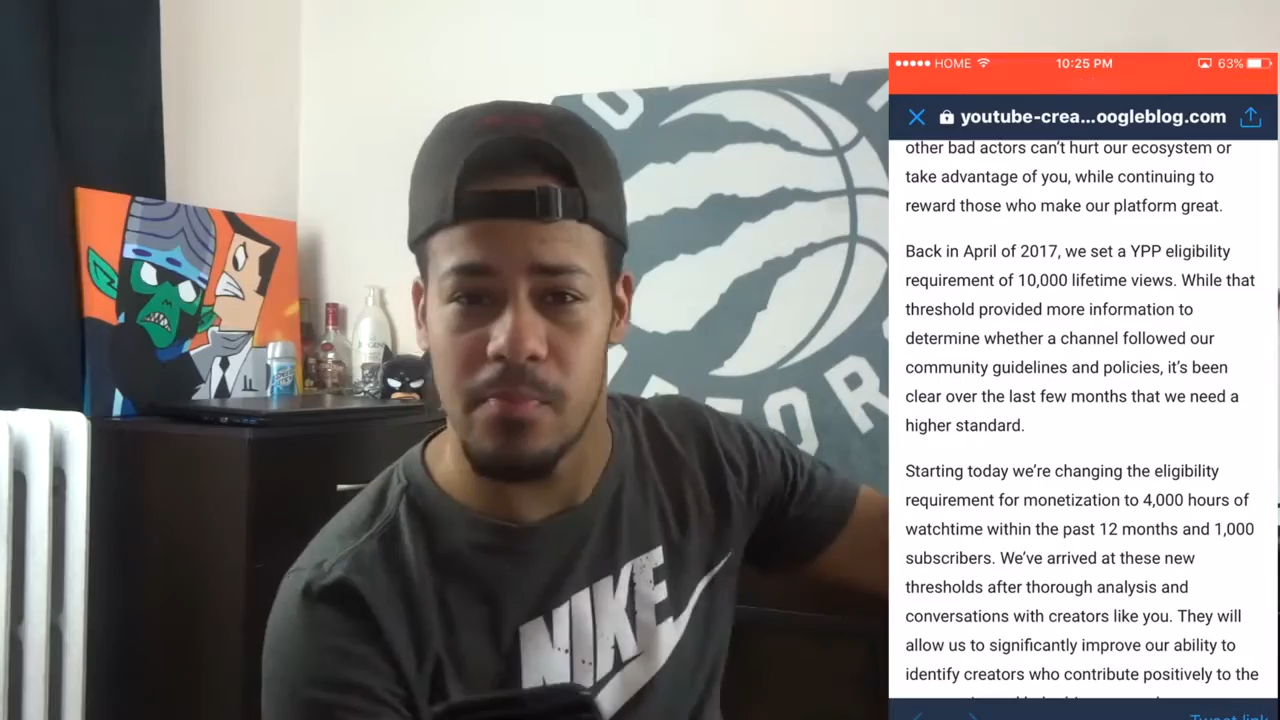 HOME
10:25 PM
63%
youtube-crea...oogleblog.com
other bad actors can't hurt our ecosystem or
take advantage of you, while continuing to
reward those who make our platform great.
Back in April of 2017, we set a YPP eligibility
requirement of 10,000 lifetime views. While that
threshold provided more information to
determine whether a channel followed our
community guidelines and policies, it's been
clear over the last few months that we need a
higher standard.
Starting today we're changing the eligibility
requirement for monetization to 4,000 hours of
watchtime within the past 12 months and 1,000
subscribers. We've arrived at these new
thresholds after thorough analysis and
conversations with creators like you. They will
allow us to significantly improve our ability to
identify creators who contribute positively to the
NIKE